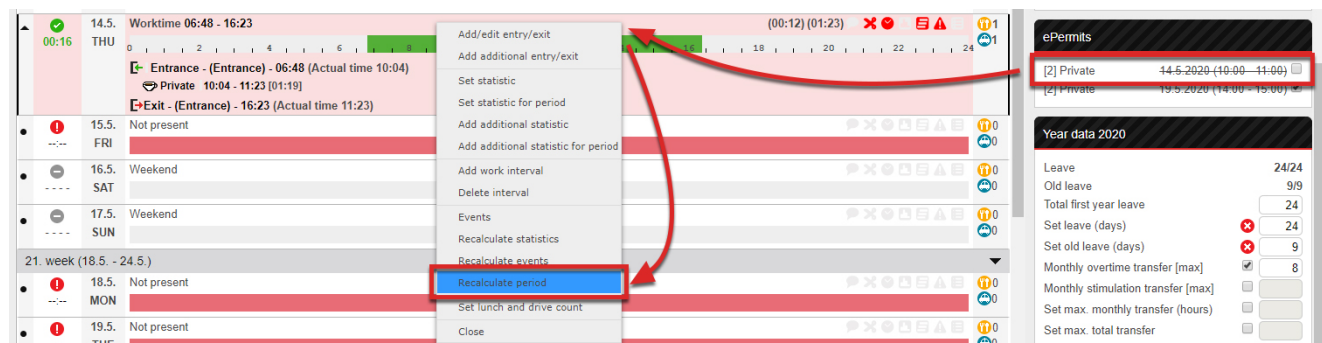 14.5. Worktime 06:48 - 16:23 (00:12) (01:23) 1
00:16 THU 0 2 4 6 8 16 18 20 22 24 1
Entrance - (Entrance) - 06:48 (Actual time 10:04)
Private 10:04 - 11:23 [01:19]
Exit - (Entrance) - 16:23 (Actual time 11:23)
15.5. Not present 0
--:-- FRI 0
16.5. Weekend 0
---- SAT 0
17.5. Weekend 0
---- SUN 0
21. week (18.5. - 24.5.)
18.5. Not present 0
--:-- MON 0
19.5. Not present 0
TUE
Add/edit entry/exit
Add additional entry/exit
Set statistic
Set statistic for period
Add additional statistic
Add additional statistic for period
Add work interval
Delete interval
Events
Recalculate statistics
Recalculate events
Recalculate period
Set lunch and drive count
Close
ePermits
[2] Private 14.5.2020 (10:00 - 11:00)
[2] Private 19.5.2020 (14:00 - 15:00)
Year data 2020
Leave 24/24
Old leave 9/9
Total first year leave 24
Set leave (days) 24
Set old leave (days) 9
Monthly overtime transfer [max] 8
Monthly stimulation transfer [max]
Set max. monthly transfer (hours)
Set max. total transfer